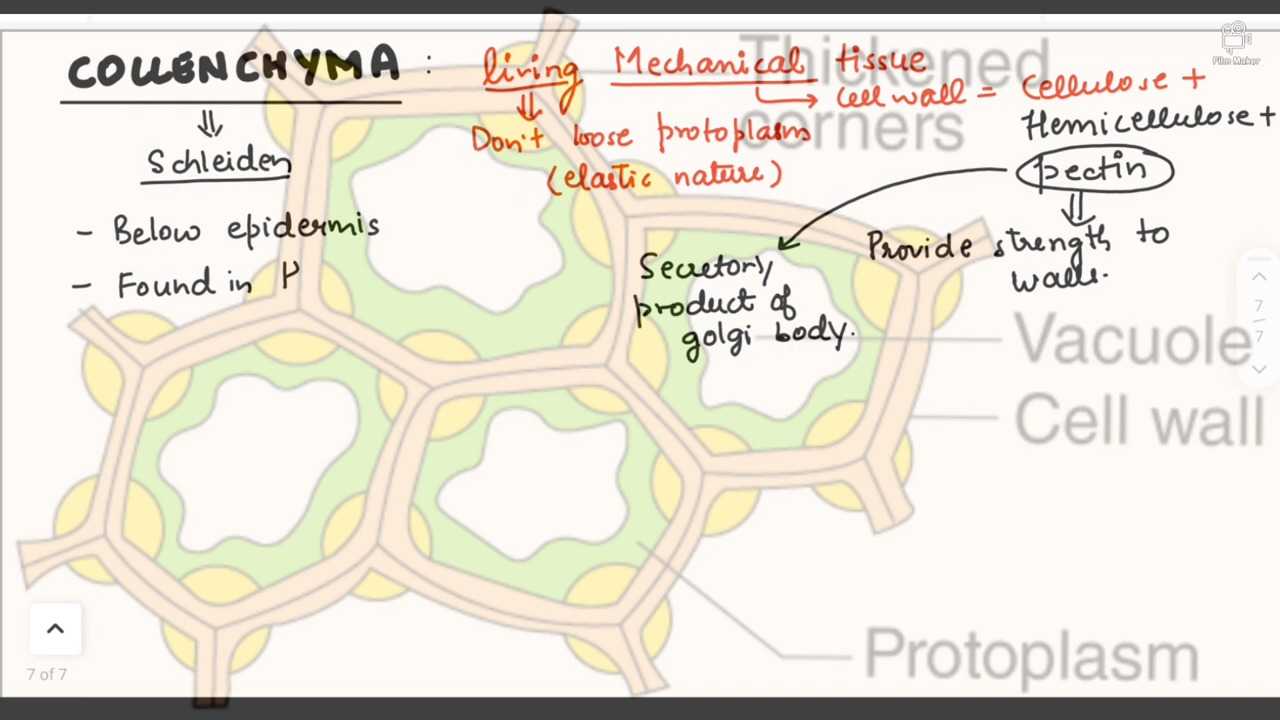 COLLENCHYMA : living Mechanical tissue
Cell wall = Cellulose +
Hemicellulose +
pectin
Don't loose protoplasm
(elastic nature)
Schleiden
- Below epidermis
- Found in P
Provide strength to
walls.
Secretory
product of
golgi body.
Thickened
corners
Vacuole
Cell wall
Protoplasm
Film Maker
7
7
7 of 7